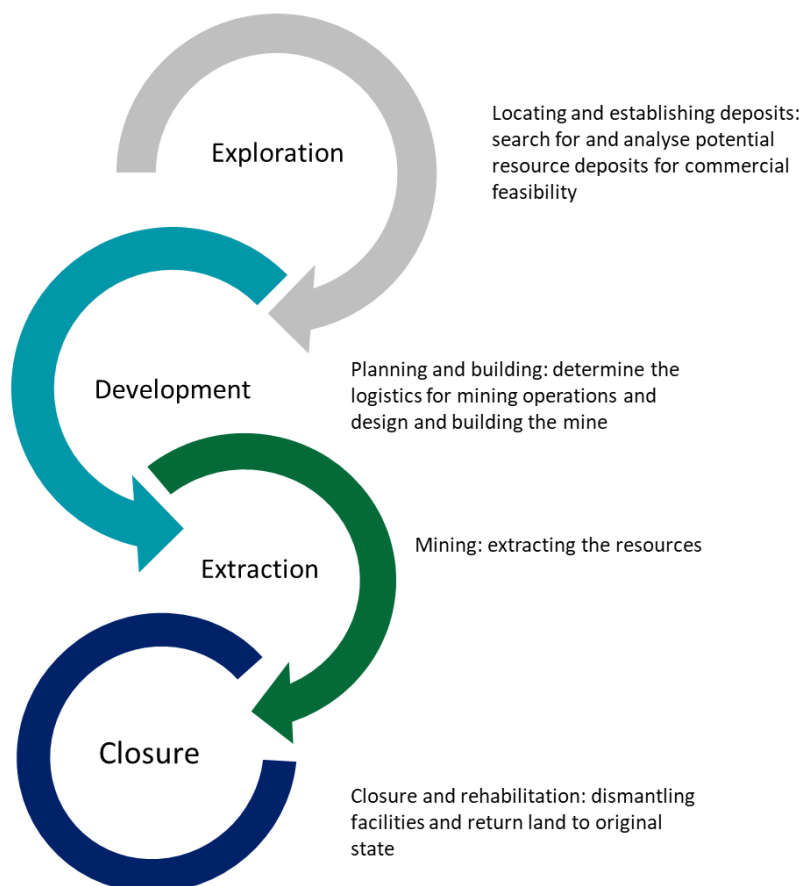 Exploration
Locating and establishing deposits:
search for and analyse potential
resource deposits for commercial
feasibility
Development
Planning and building: determine the
logistics for mining operations and
design and building the mine
Extraction
Mining: extracting the resources
Closure
Closure and rehabilitation: dismantling
facilities and return land to original
state